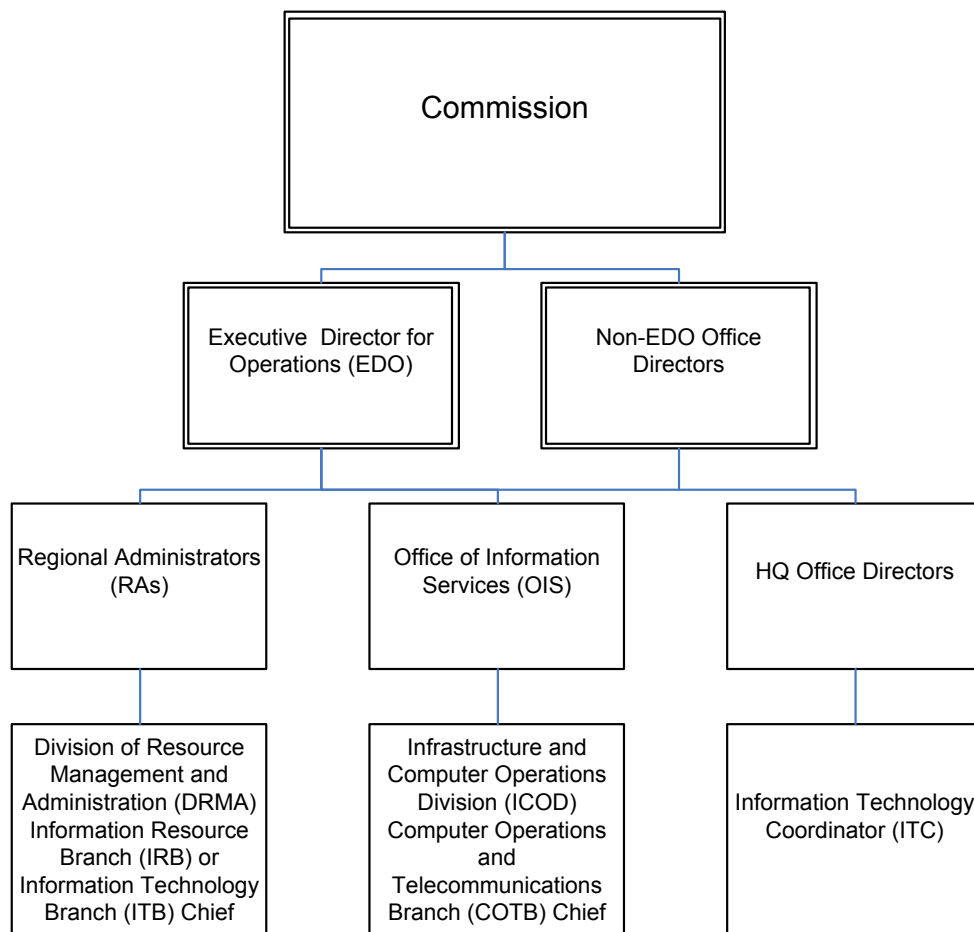 Commission
Executive Director for
Operations (EDO)
Non-EDO Office
Directors
Regional Administrators
(RAs)
Office of Information
Services (OIS)
HQ Office Directors
Division of Resource
Management and
Administration (DRMA)
Information Resource
Branch (IRB) or
Information Technology
Branch (ITB) Chief
Infrastructure and
Computer Operations
Division (ICOD)
Computer Operations
and
Telecommunications
Branch (COTB) Chief
Information Technology
Coordinator (ITC)